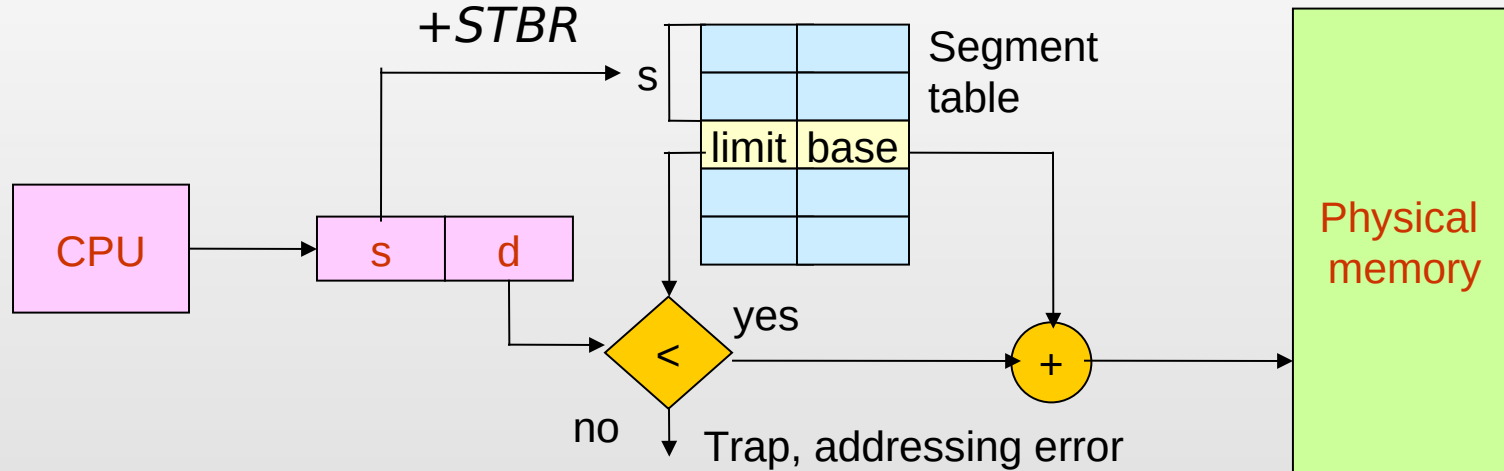 +STBR
s
Segment
table
limit base
CPU
s d
Physical
memory
yes
<
+
no
Trap, addressing error